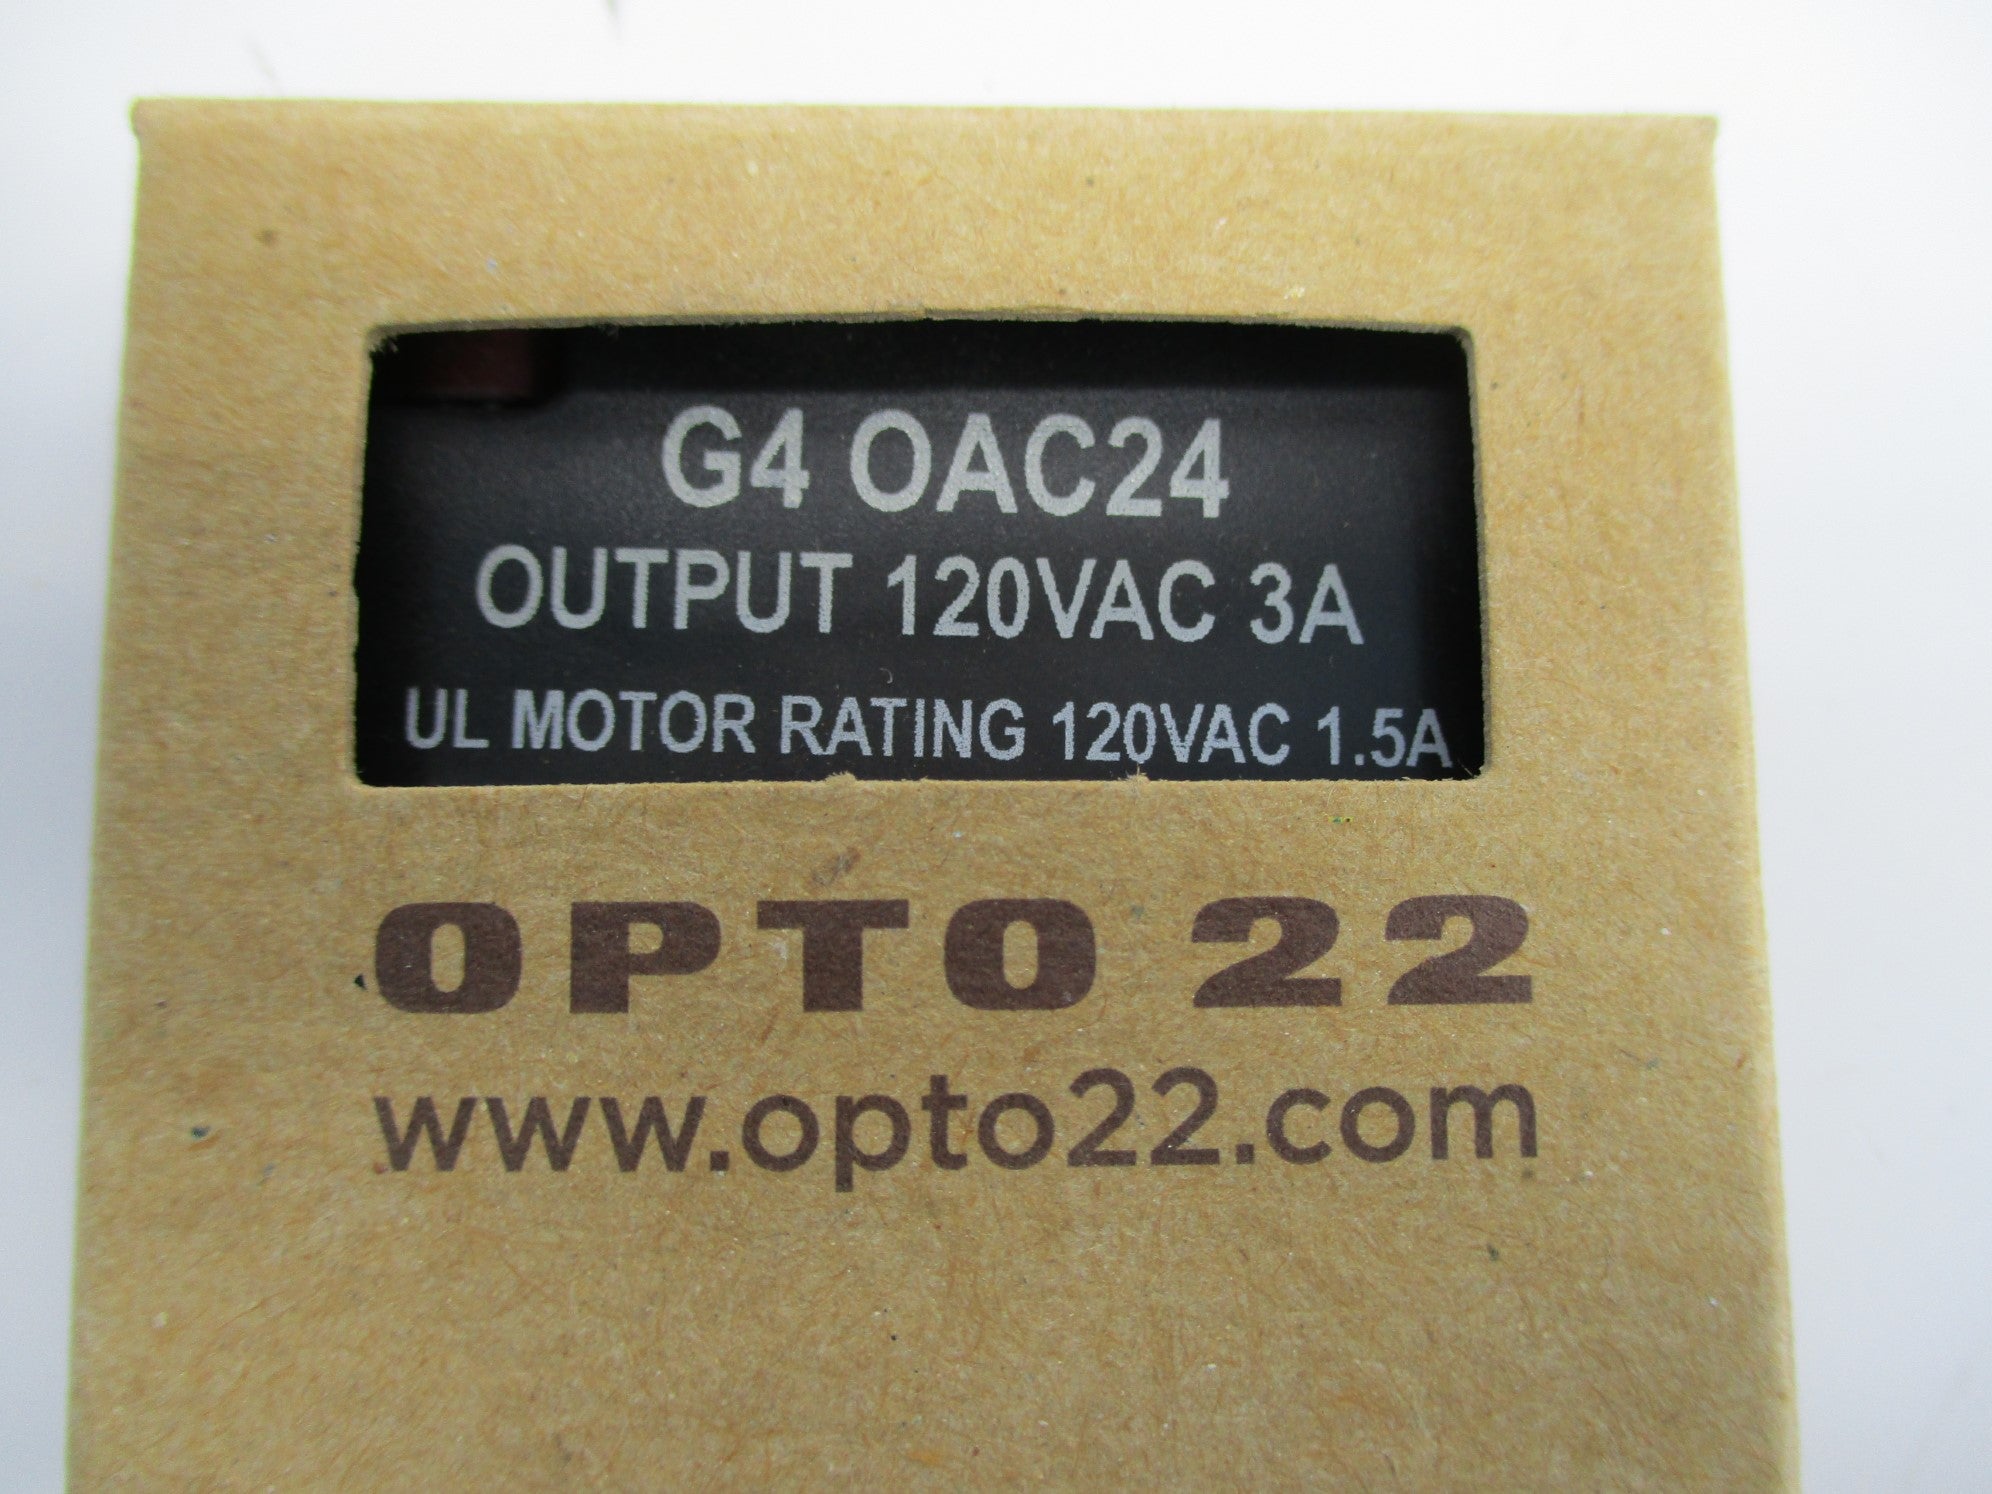 G4 OAC24
OUTPUT 120VAC 3A
UL MOTOR RATING 120VAC 1.5A
OPTO 22
www.opto22.com